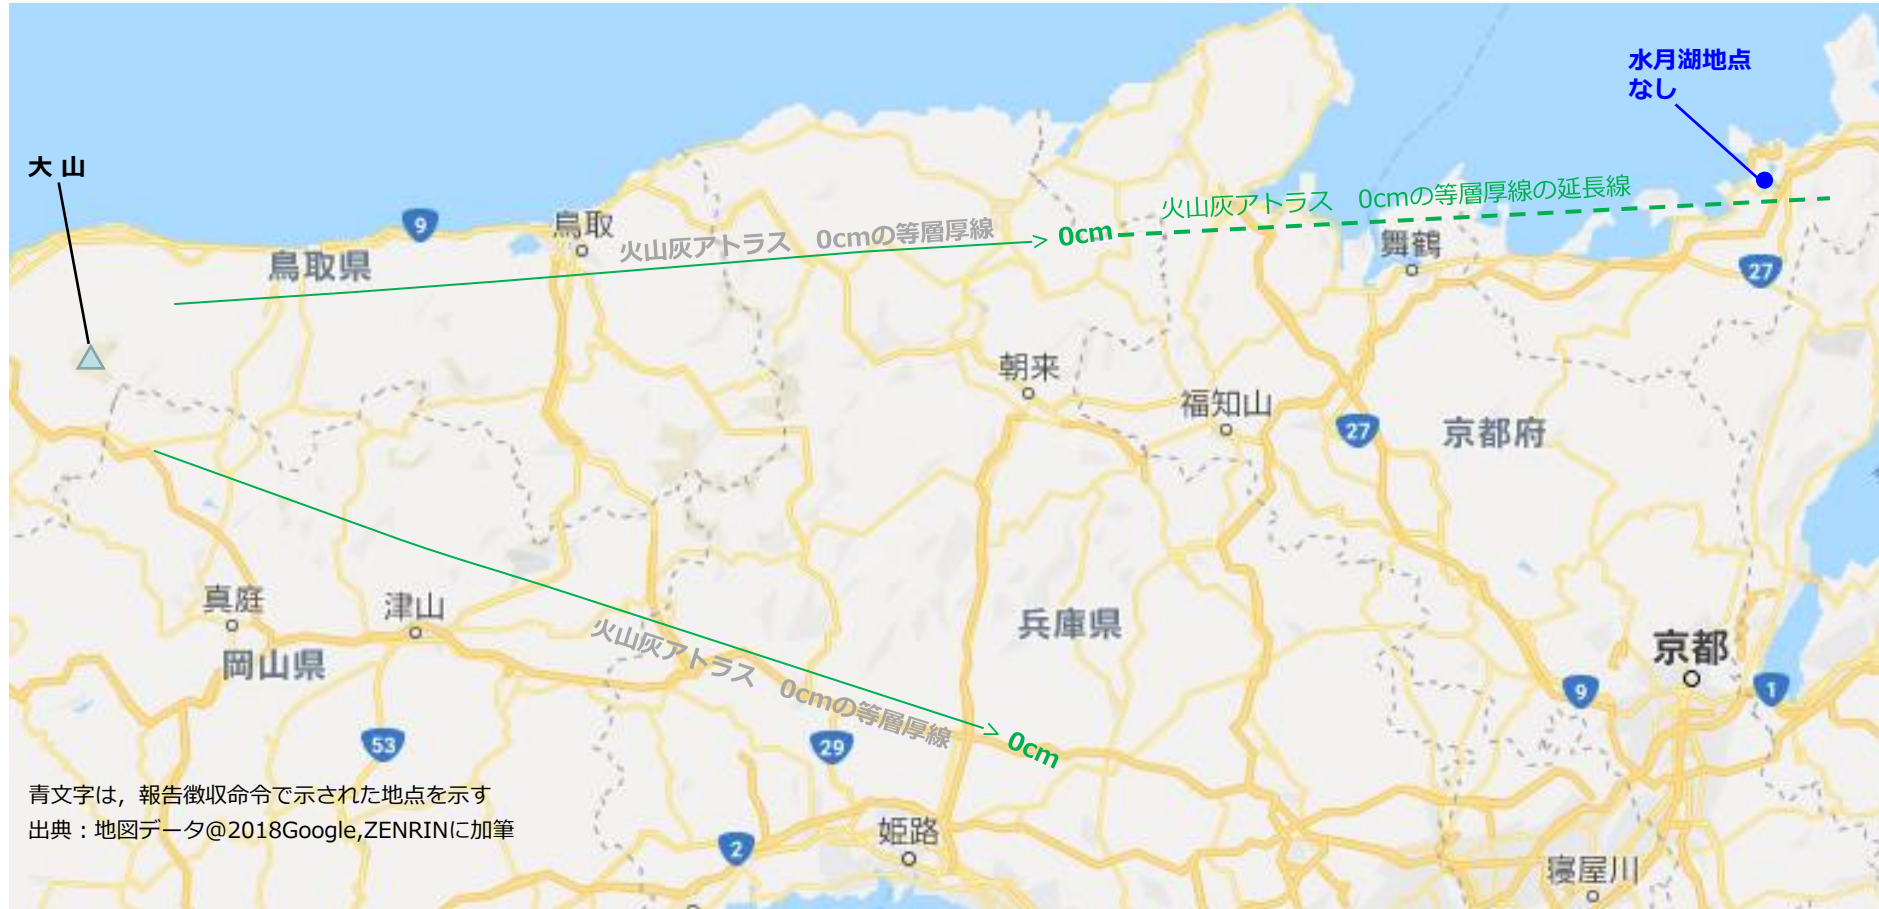 水月湖地点
なし
大 山
火山灰アトラス 0cmの等層厚線の延長線
9
鳥取
火山灰アトラス 0cmの等層厚線
0cm
舞鶴
鳥取県
27
朝来
福知山
27
京都府
真庭
津山
兵庫県
火山灰アトラス 0cmの等層厚線
0cm
岡山県
京都
9
1
53
29
青文字は，報告徴収命令で示された地点を示す
出典：地図データ@2018Google,ZENRINに加筆
姫路
2
寝屋川